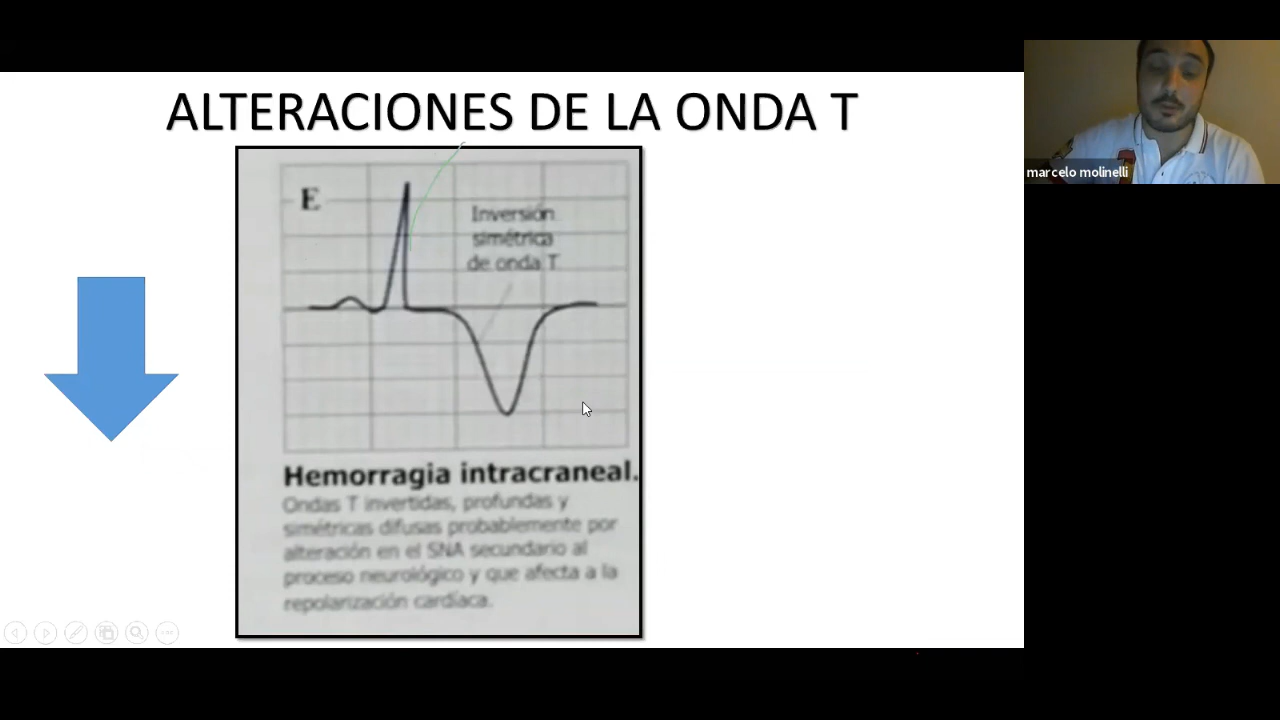 ALTERACIONES DE LA ONDA T
marcelo molinelli
E
Inversión
simétrica
de onda T
Hemorragia intracraneal.
Ondas T invertidas, profundas y
simétricas difusas probablemente por
alteración en el SNA secundario al
proceso neurológico y que afecta a la
repolarización cardíaca.